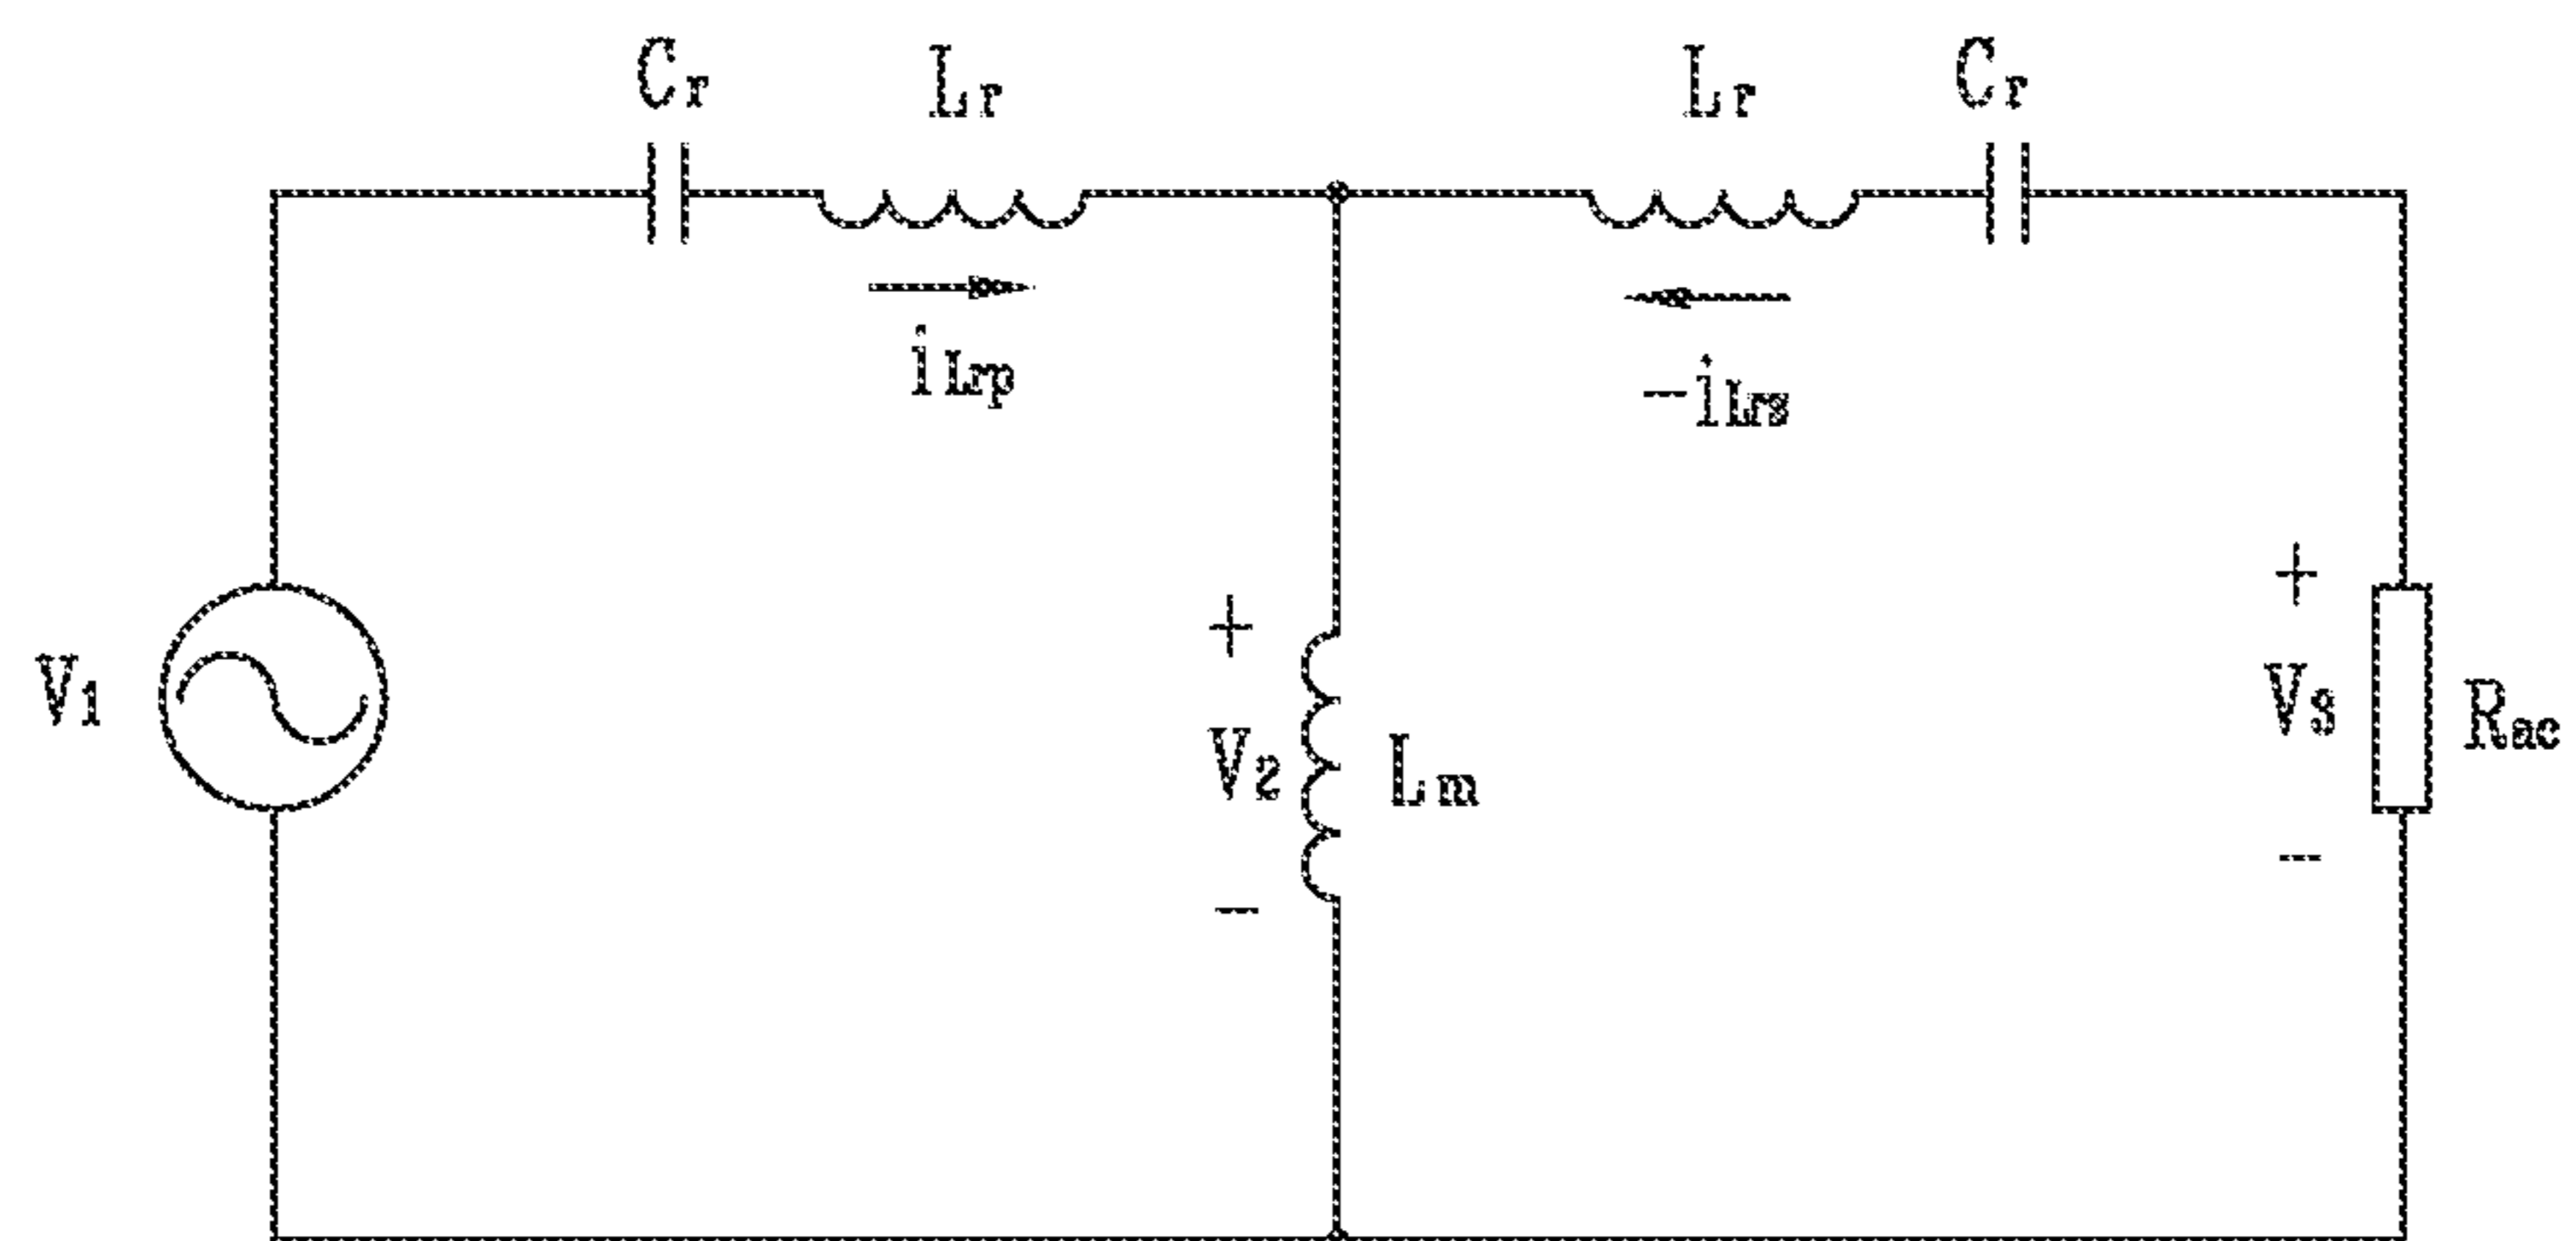 Cr Lr Lr Cr
iLrp -iLrs
+ +
V1 V2 Lm V3 Rac
- -